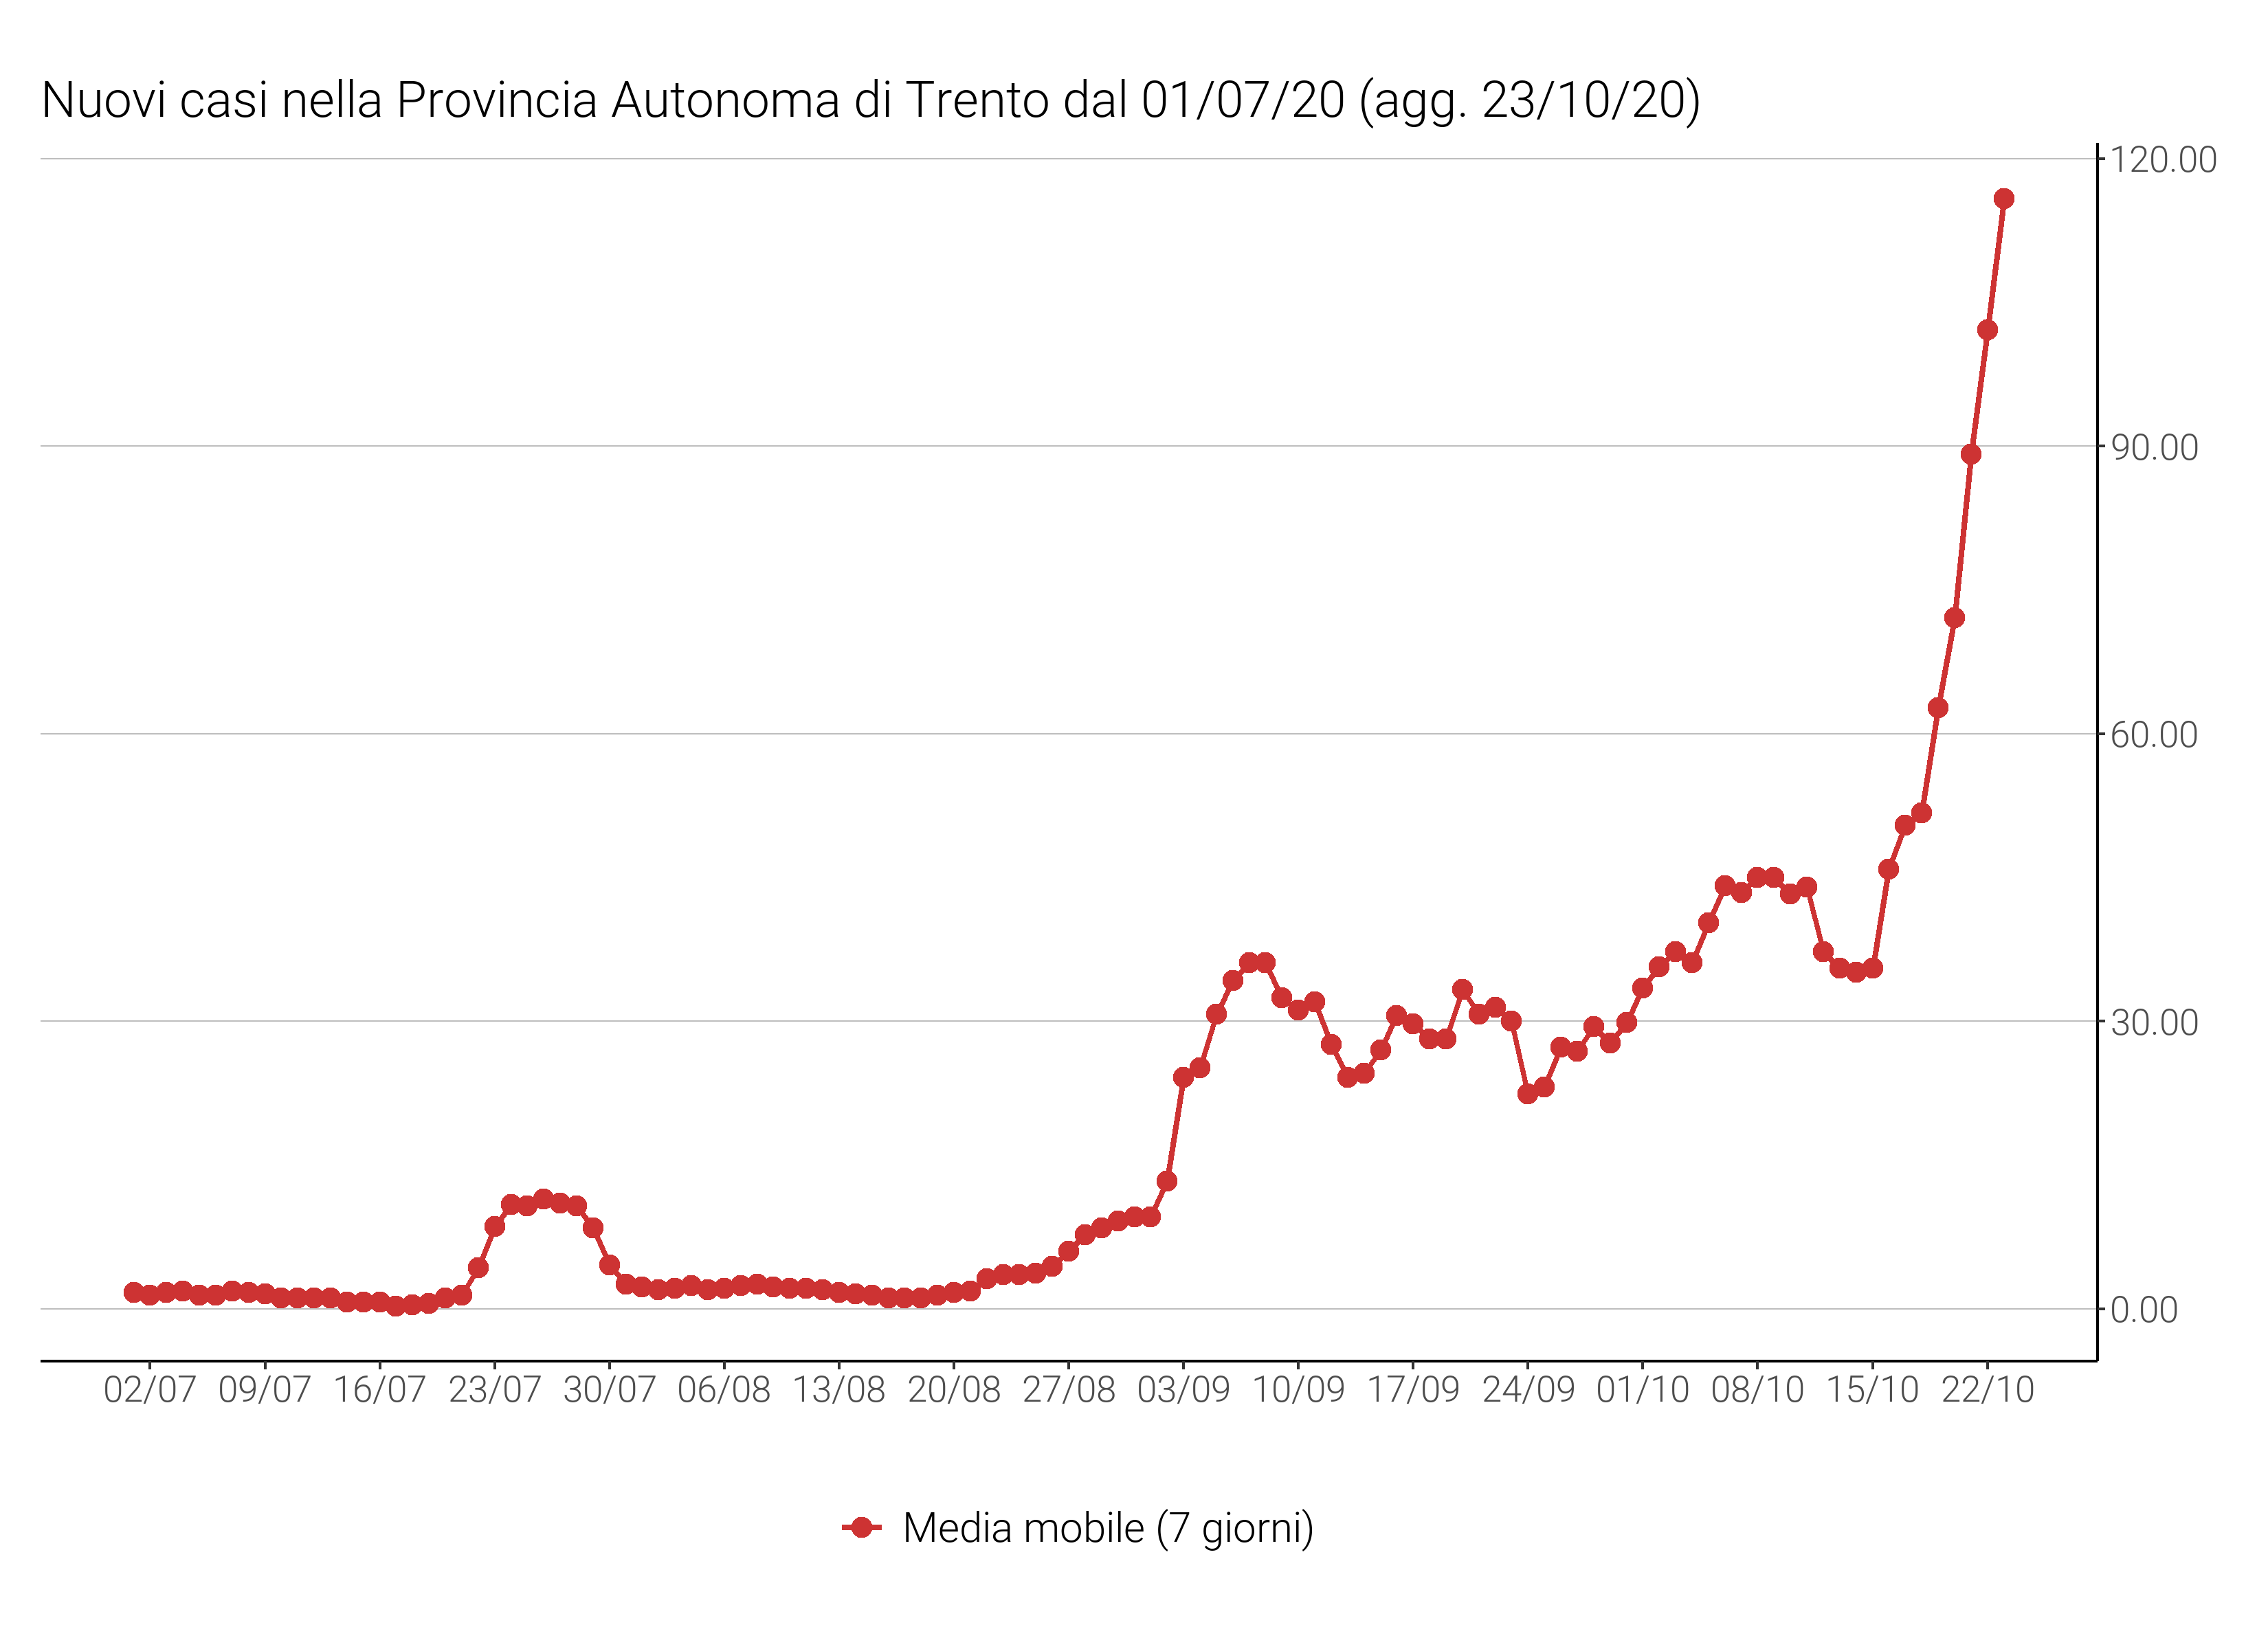 Nuovi casi nella Provincia Autonoma di Trento dal 01/07/20 (agg. 23/10/20)
120.00
90.00
60.00
30.00
0.00
02/07 09/07 16/07 23/07 30/07 06/08 13/08 20/08 27/08 03/09 10/09 17/09 24/09 01/10 08/10 15/10 22/10
Media mobile (7 giorni)